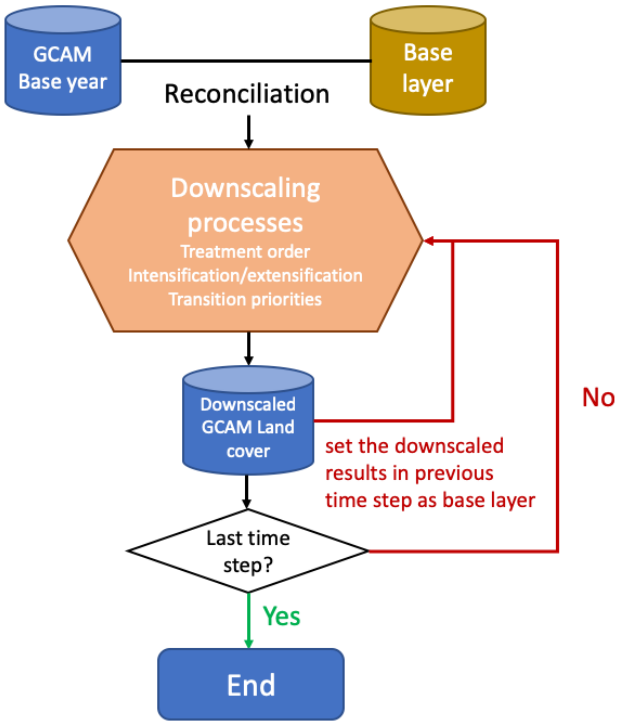 GCAM
Base year
Base
layer
Reconciliation
Downscaling
processes
Treatment order
Intensification/extensification
Transition priorities
Downscaled
GCAM Land
cover
No
set the downscaled
results in previous
time step as base layer
Last time
step?
Yes
End